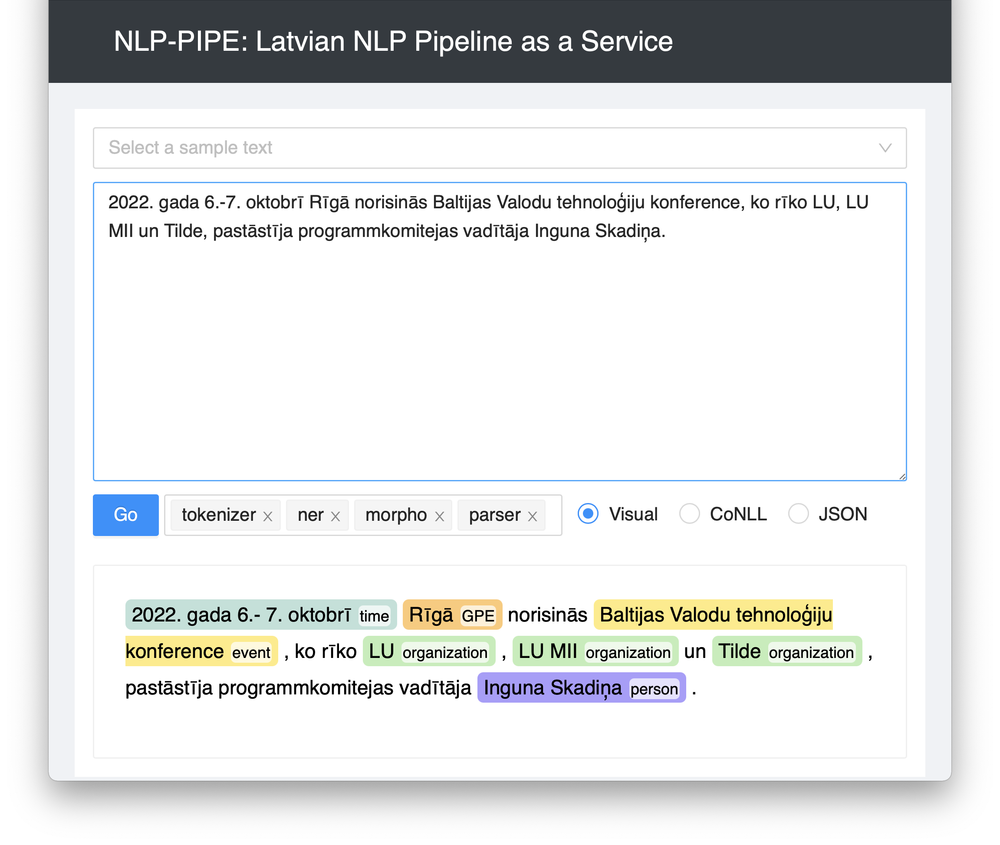 NLP-PIPE: Latvian NLP Pipeline as a Service
Select a sample text
2022. gada 6.-7. oktobrī Rīgā norisinās Baltijas Valodu tehnoloģiju konference, ko rīko LU, LU
MII un Tilde, pastāstīja programmkomitejas vadītāja Inguna Skadiņa.
Go tokenizer x ner x morpho x parser x Visual CoNLL JSON
2022. gada 6.- 7. oktobrī time Rīgā GPE norisinās Baltijas Valodu tehnoloģiju
konference event , ko rīko LU organization , LU MII organization un Tilde organization ,
pastāstīja programmkomitejas vadītāja Inguna Skadiņa person .